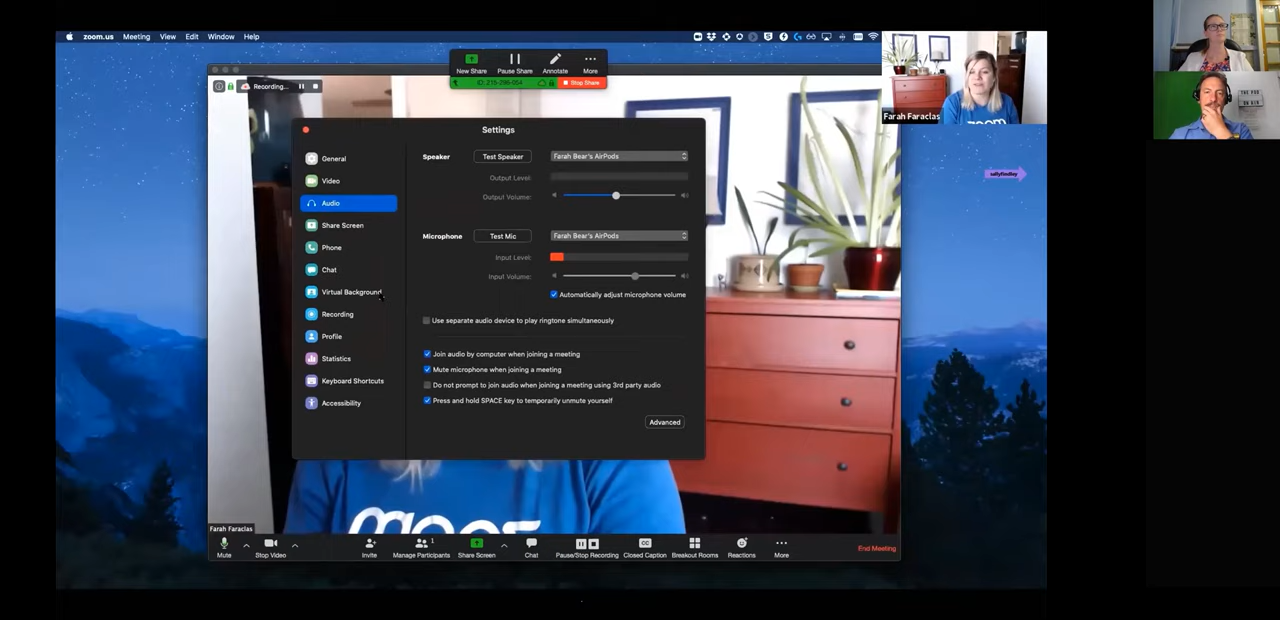 zoom.us Meeting View Edit Window Help
New Share Pause Share Annotate More
ID: 215-796-054 Stop Share
Recording...
Farah Faraclas
sallyfindley
Settings
General
Video
Audio
Share Screen
Phone
Chat
Virtual Background
Recording
Profile
Statistics
Keyboard Shortcuts
Accessibility
Speaker Test Speaker Farah Bear's AirPods
Output Level:
Output Volume:
Microphone Test Mic Farah Bear's AirPods
Input Level:
Input Volume:
Automatically adjust microphone volume
Use separate audio device to play ringtone simultaneously
Join audio by computer when joining a meeting
Mute microphone when joining a meeting
Do not prompt to join audio when joining a meeting using 3rd party audio
Press and hold SPACE key to temporarily unmute yourself
Advanced
Farah Faraclas
Mute Stop Video Invite Manage Participants 1 Share Screen Chat Pause/Stop Recording Closed Caption Breakout Rooms Reactions More End Meeting